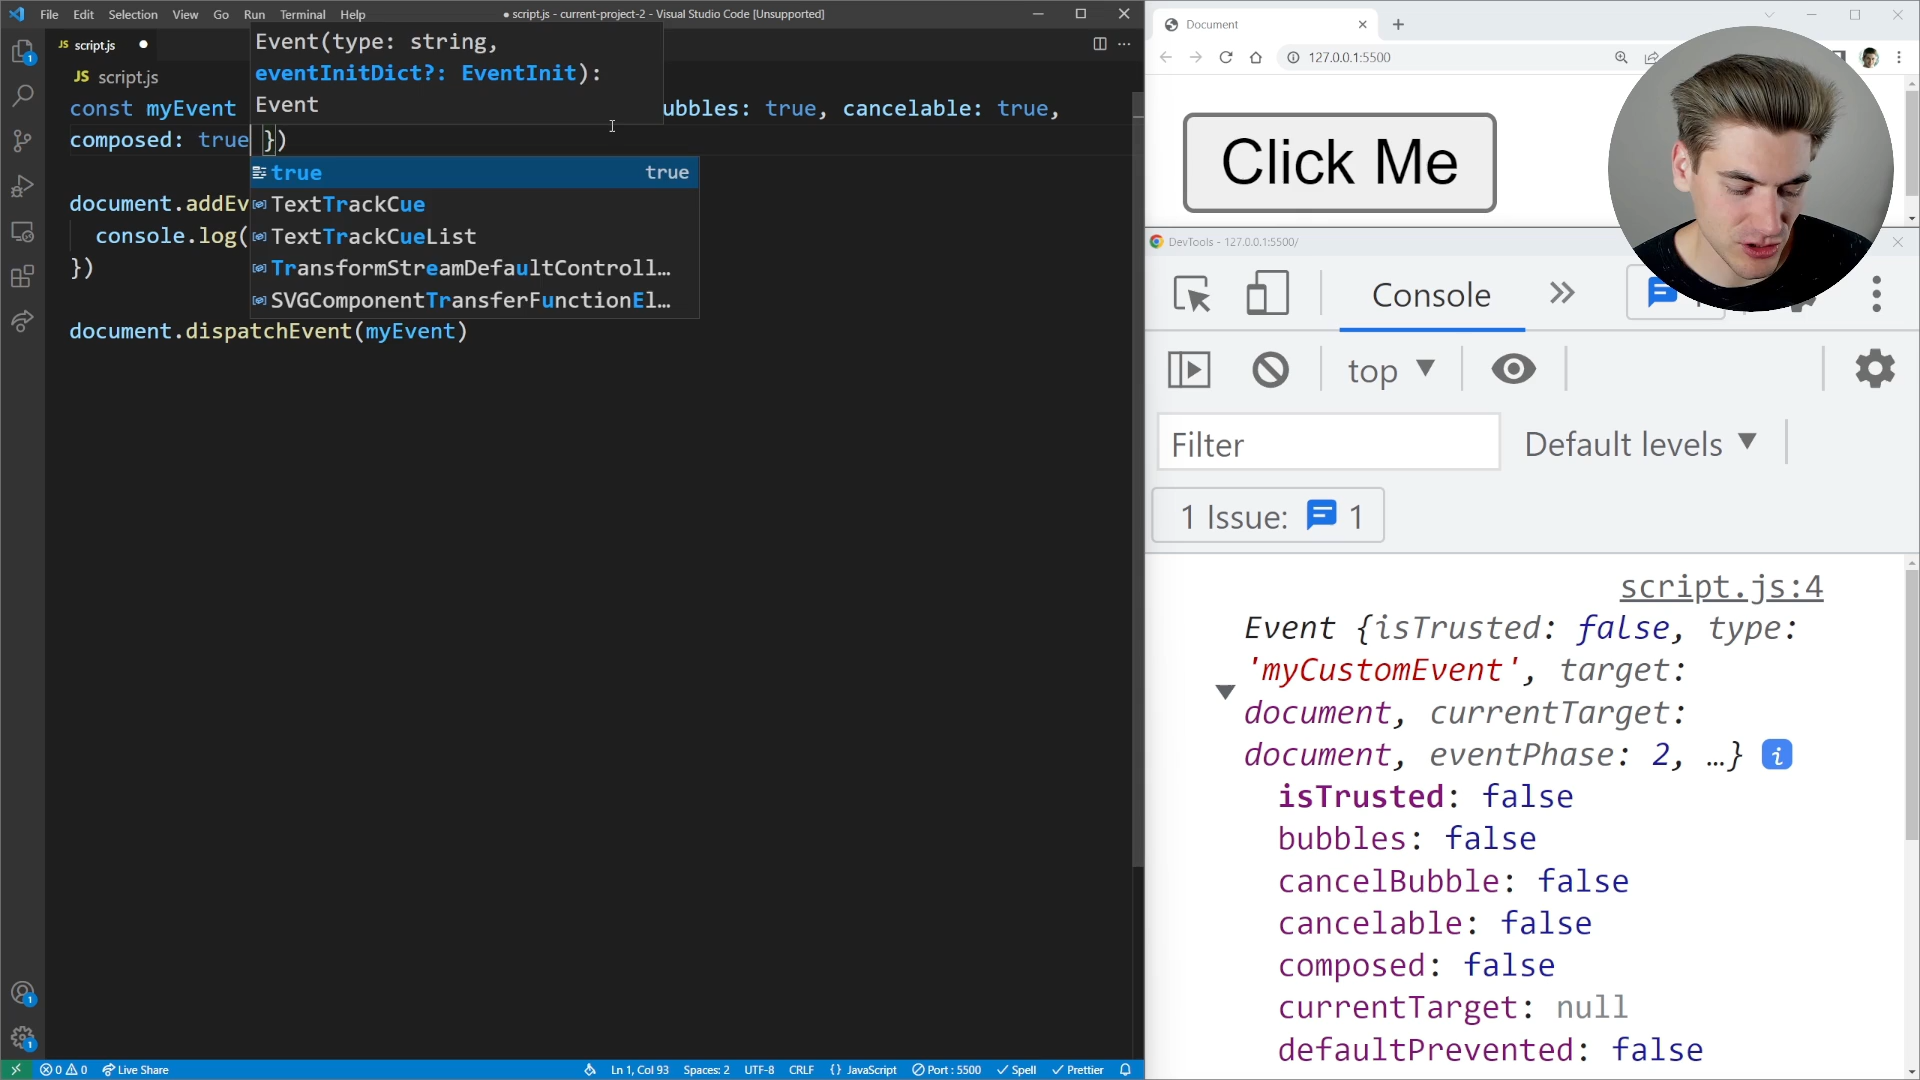 File Edit Selection View Go Run Terminal Help
● script.js - current-project-2 - Visual Studio Code [Unsupported]
JS script.js ●
JS script.js
Event(type: string,
eventInitDict?: EventInit):
Event
const myEvent
ubbles: true, cancelable: true,
composed: true })
true true
TextTrackCue
TextTrackCueList
TransformStreamDefaultControll…
SVGComponentTransferFunctionEl…
document.addEv
console.log(
})
document.dispatchEvent(myEvent)
1
1
1
0 0 Live Share
Ln 1, Col 93 Spaces: 2 UTF-8 CRLF {} JavaScript Port : 5500 Spell Prettier
Document
127.0.0.1:5500
Click Me
DevTools - 127.0.0.1:5500/
Console
top
Filter
Default levels
1 Issue: 1
script.js:4
Event {isTrusted: false, type:
'myCustomEvent', target:
document, currentTarget:
document, eventPhase: 2, …} i
isTrusted: false
bubbles: false
cancelBubble: false
cancelable: false
composed: false
currentTarget: null
defaultPrevented: false